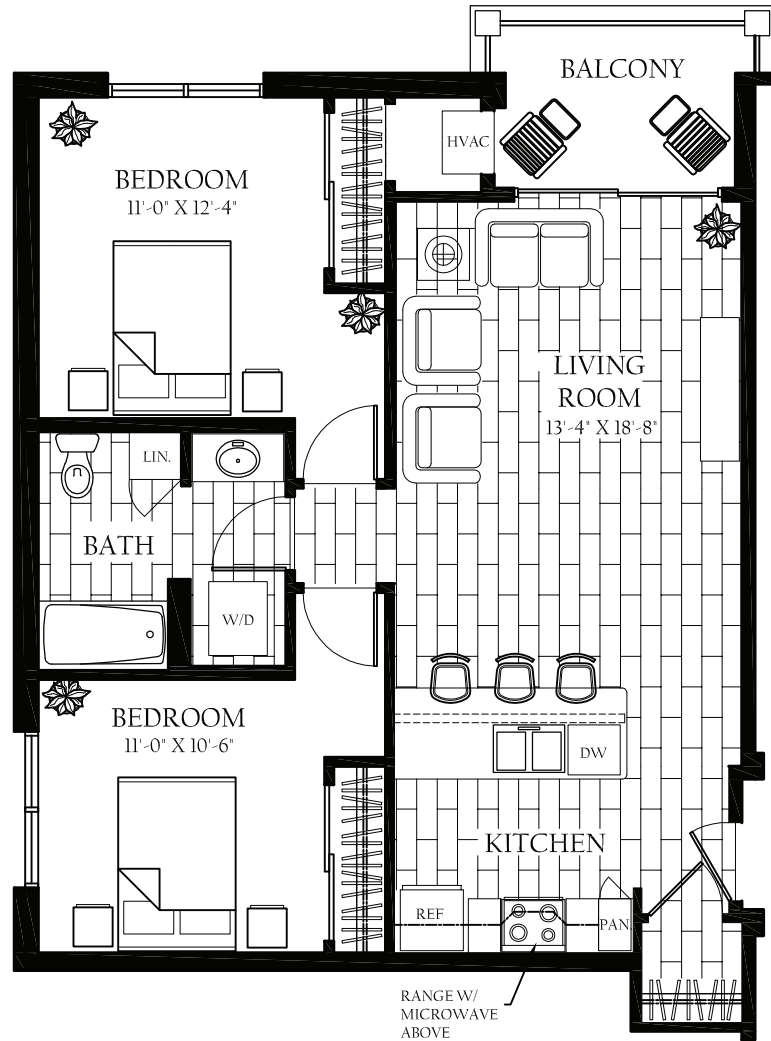 BALCONY
HVAC
BEDROOM
11'-0" X 12'-4"
LIVING
ROOM
13'-4" X 18'-8"
LIN.
BATH
W/D
BEDROOM
11'-0" X 10'-6"
DW
KITCHEN
REF
PAN.
RANGE W/
MICROWAVE
ABOVE